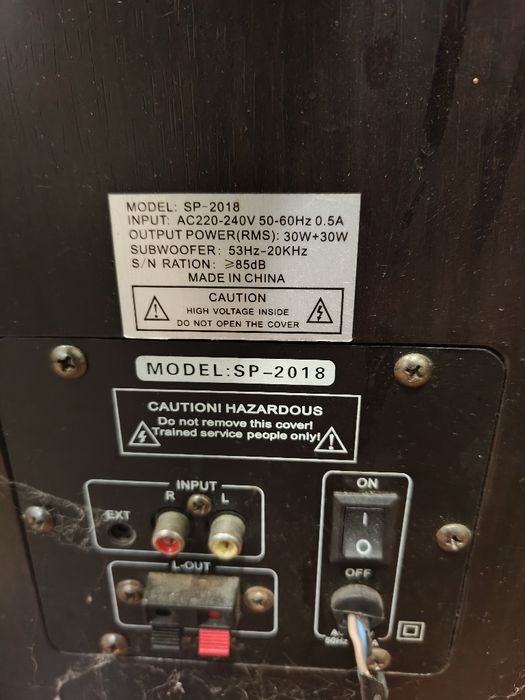 MODEL: SP-2018
INPUT: AC220-240V 50-60Hz 0.5A
OUTPUT POWER(RMS): 30W+30W
SUBWOOFER: 53Hz-20KHz
S/N RATION: ≥85dB
MADE IN CHINA
CAUTION
HIGH VOLTAGE INSIDE
DO NOT OPEN THE COVER
MODEL:SP-2018
CAUTION! HAZARDOUS
Do not remove this cover!
Trained service people only!
INPUT
R L
EXT
L-OUT
ON
I
O
OFF